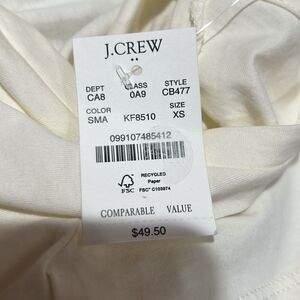 J.CREW
DEPT CLASS STYLE
CA8 0A9 CB477
COLOR SIZE
SMA KF8510 XS
099107485412
RECYCLED
Paper
FSC FSC® C103974
COMPARABLE VALUE
$49.50